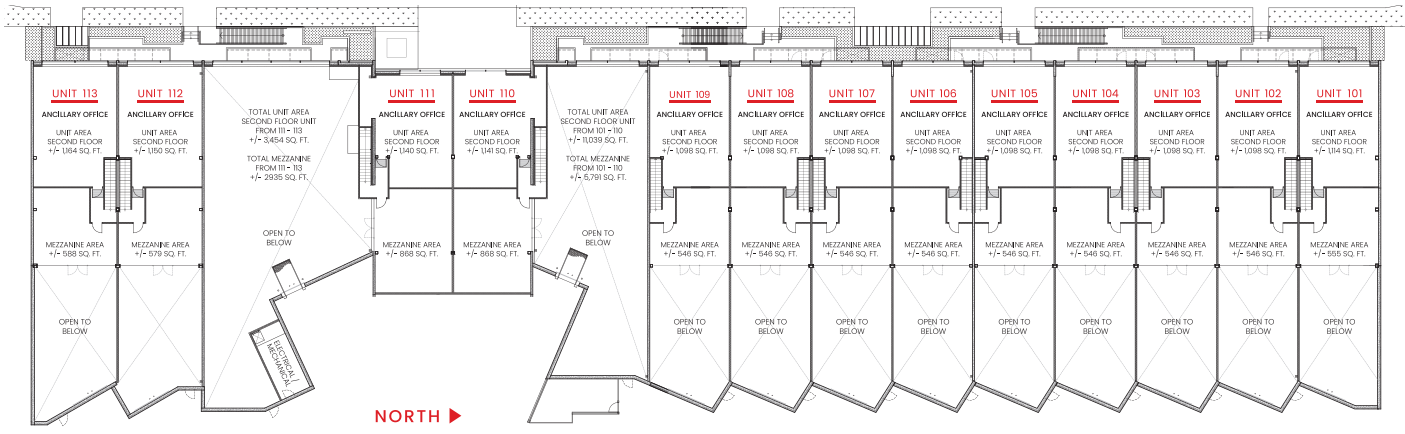 UNIT 113
ANCILLARY OFFICE
UNIT AREA
SECOND FLOOR
+/- 1,164 SQ. FT.
MEZZANINE AREA
+/- 588 SQ. FT.
OPEN TO
BELOW
UNIT 112
ANCILLARY OFFICE
UNIT AREA
SECOND FLOOR
+/- 1,150 SQ. FT.
MEZZANINE AREA
+/- 579 SQ. FT.
OPEN TO
BELOW
TOTAL UNIT AREA
SECOND FLOOR UNIT
FROM 111 - 113
+/- 3,454 SQ. FT.
TOTAL MEZZANINE
FROM 111 - 113
+/- 2935 SQ. FT.
OPEN TO
BELOW
ELECTRICAL /
MECHANICAL
UNIT 111
ANCILLARY OFFICE
UNIT AREA
SECOND FLOOR
+/- 1,140 SQ. FT.
MEZZANINE AREA
+/- 868 SQ. FT.
UNIT 110
ANCILLARY OFFICE
UNIT AREA
SECOND FLOOR
+/- 1,141 SQ. FT.
MEZZANINE AREA
+/- 868 SQ. FT.
TOTAL UNIT AREA
SECOND FLOOR UNIT
FROM 101 - 110
+/- 11,039 SQ. FT.
TOTAL MEZZANINE
FROM 101 - 110
+/- 5,791 SQ. FT.
OPEN TO
BELOW
UNIT 109
ANCILLARY OFFICE
UNIT AREA
SECOND FLOOR
+/- 1,098 SQ. FT.
MEZZANINE AREA
+/- 546 SQ. FT.
OPEN TO
BELOW
UNIT 108
ANCILLARY OFFICE
UNIT AREA
SECOND FLOOR
+/- 1,098 SQ. FT.
MEZZANINE AREA
+/- 546 SQ. FT.
OPEN TO
BELOW
UNIT 107
ANCILLARY OFFICE
UNIT AREA
SECOND FLOOR
+/- 1,098 SQ. FT.
MEZZANINE AREA
+/- 546 SQ. FT.
OPEN TO
BELOW
UNIT 106
ANCILLARY OFFICE
UNIT AREA
SECOND FLOOR
+/- 1,098 SQ. FT.
MEZZANINE AREA
+/- 546 SQ. FT.
OPEN TO
BELOW
UNIT 105
ANCILLARY OFFICE
UNIT AREA
SECOND FLOOR
+/- 1,098 SQ. FT.
MEZZANINE AREA
+/- 546 SQ. FT.
OPEN TO
BELOW
UNIT 104
ANCILLARY OFFICE
UNIT AREA
SECOND FLOOR
+/- 1,098 SQ. FT.
MEZZANINE AREA
+/- 546 SQ. FT.
OPEN TO
BELOW
UNIT 103
ANCILLARY OFFICE
UNIT AREA
SECOND FLOOR
+/- 1,098 SQ. FT.
MEZZANINE AREA
+/- 546 SQ. FT.
OPEN TO
BELOW
UNIT 102
ANCILLARY OFFICE
UNIT AREA
SECOND FLOOR
+/- 1,098 SQ. FT.
MEZZANINE AREA
+/- 546 SQ. FT.
OPEN TO
BELOW
UNIT 101
ANCILLARY OFFICE
UNIT AREA
SECOND FLOOR
+/- 1,114 SQ. FT.
MEZZANINE AREA
+/- 555 SQ. FT.
OPEN TO
BELOW
NORTH